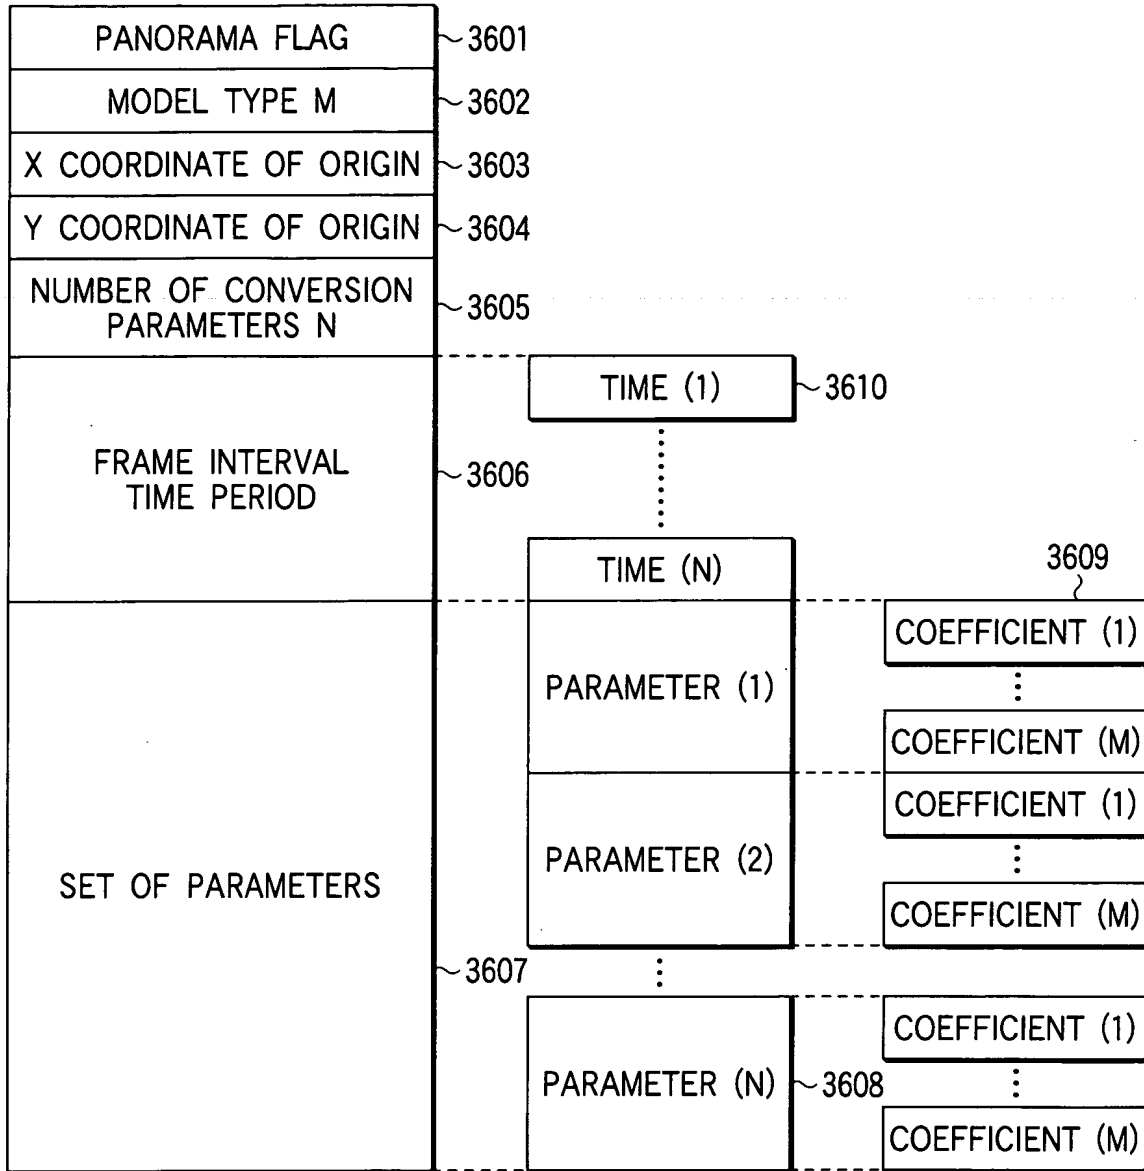 PANORAMA FLAG
3601
MODEL TYPE M
3602
X COORDINATE OF ORIGIN
3603
Y COORDINATE OF ORIGIN
3604
NUMBER OF CONVERSION
PARAMETERS N
3605
FRAME INTERVAL
TIME PERIOD
3606
TIME (1)
3610
TIME (N)
SET OF PARAMETERS
3607
PARAMETER (1)
PARAMETER (2)
PARAMETER (N)
3608
3609
COEFFICIENT (1)
COEFFICIENT (M)
COEFFICIENT (1)
COEFFICIENT (M)
COEFFICIENT (1)
COEFFICIENT (M)